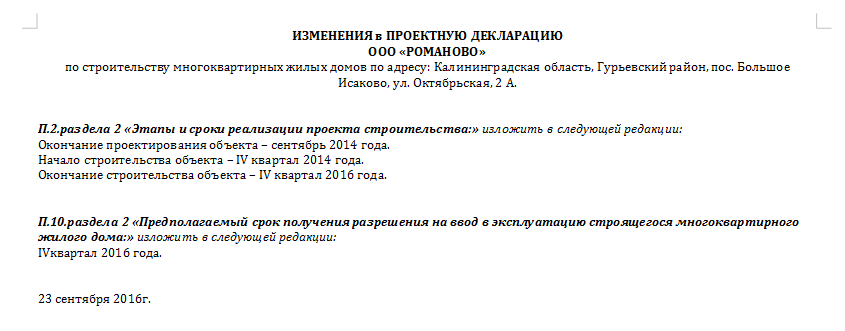 ИЗМЕНЕНИЯ в ПРОЕКТНУЮ ДЕКЛАРАЦИЮ
ООО «РОМАНОВО»
по строительству многоквартирных жилых домов по адресу: Калининградская область, Гурьевский район, пос. Большое
Исаково, ул. Октябрьская, 2 А.
П.2.раздела 2 «Этапы и сроки реализации проекта строительства:» изложить в следующей редакции:
Окончание проектирования объекта – сентябрь 2014 года.
Начало строительства объекта – IV квартал 2014 года.
Окончание строительства объекта – IV квартал 2016 года.
П.10.раздела 2 «Предполагаемый срок получения разрешения на ввод в эксплуатацию строящегося многоквартирного
жилого дома:» изложить в следующей редакции:
IVквартал 2016 года.
23 сентября 2016г.